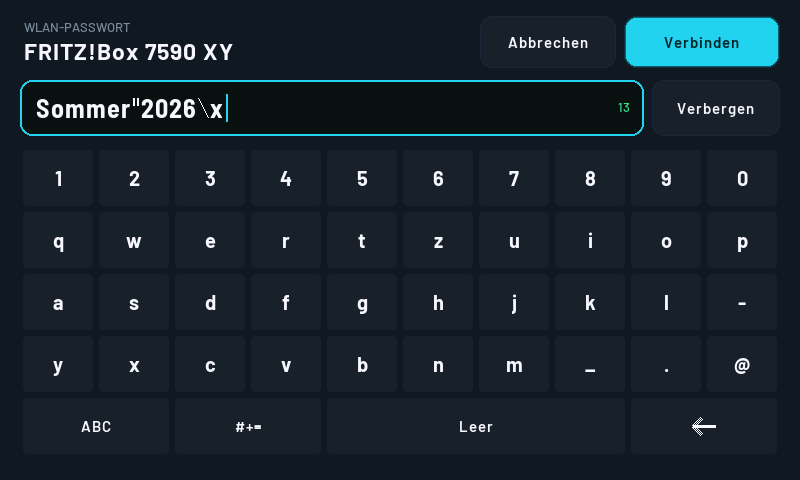 WLAN-PASSWORT
FRITZ!Box 7590 XY
Abbrechen
Verbinden
Sommer"2026\x
13
Verbergen
1 2 3 4 5 6 7 8 9 0
q w e r t z u i o p
a s d f g h j k l -
y x c v b n m _ . @
ABC #+= Leer